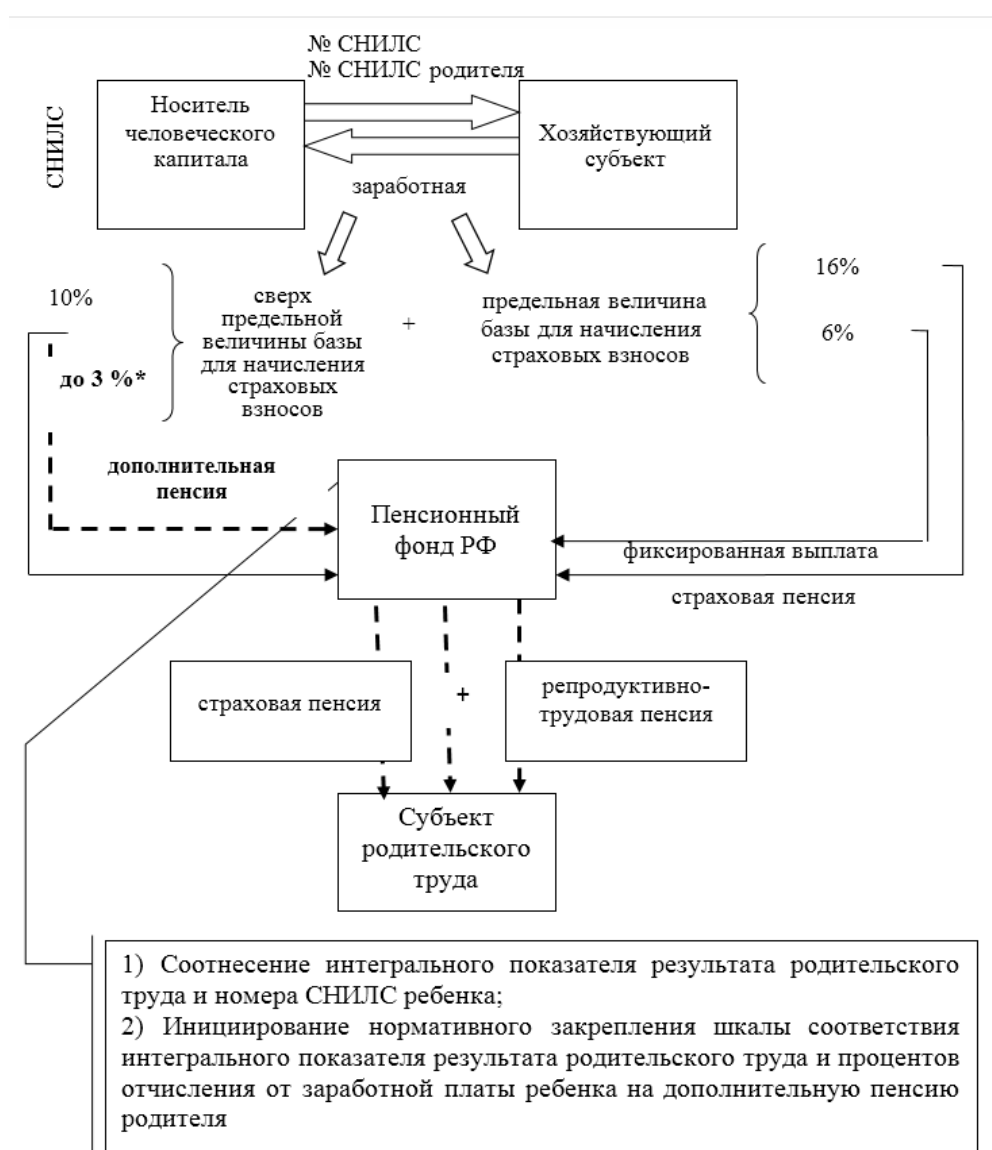 № СНИЛС
№ СНИЛС родителя
СНИЛС
Носитель
человеческого
капитала
Хозяйствующий
субъект
заработная
10%
до 3 %*
сверх
предельной
величины базы
для начисления
страховых
взносов
+
предельная величина
базы для начисления
страховых взносов
16%
6%
дополнительная
пенсия
Пенсионный
фонд РФ
фиксированная выплата
страховая пенсия
страховая пенсия
+
репродуктивно-
трудовая пенсия
Субъект
родительского
труда
1) Соотнесение интегрального показателя результата родительского
труда и номера СНИЛС ребенка;
2) Инициирование нормативного закрепления шкалы соответствия
интегрального показателя результата родительского труда и процентов
отчисления от заработной платы ребенка на дополнительную пенсию
родителя